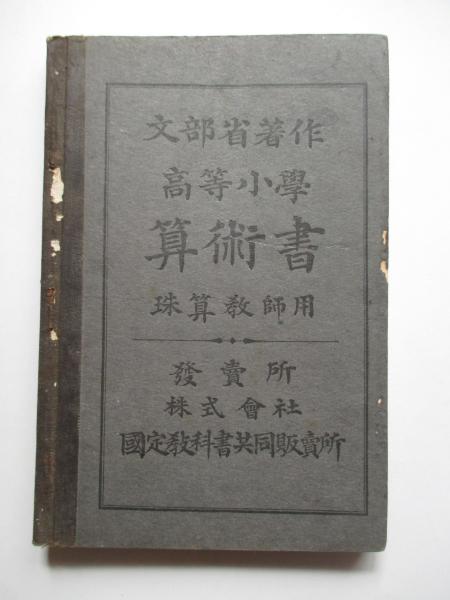 文部省著作
高等小學
算術書
珠算教師用
發賣所
株式會社
國定教科書共同販賣所